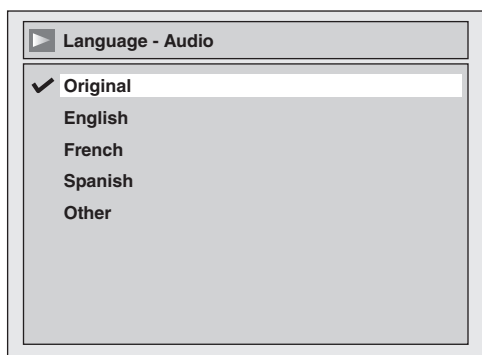 Language - Audio
Original
English
French
Spanish
Other